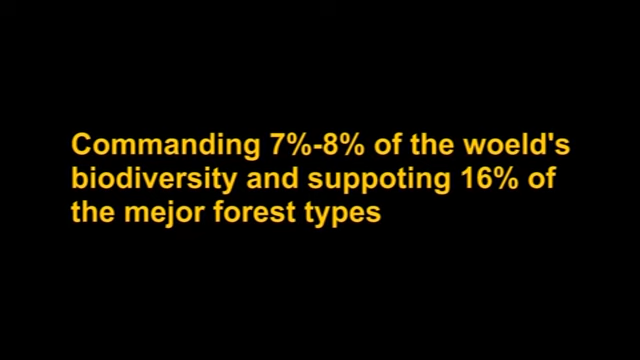 Commanding 7%-8% of the woeld's
biodiversity and suppoting 16% of
the mejor forest types